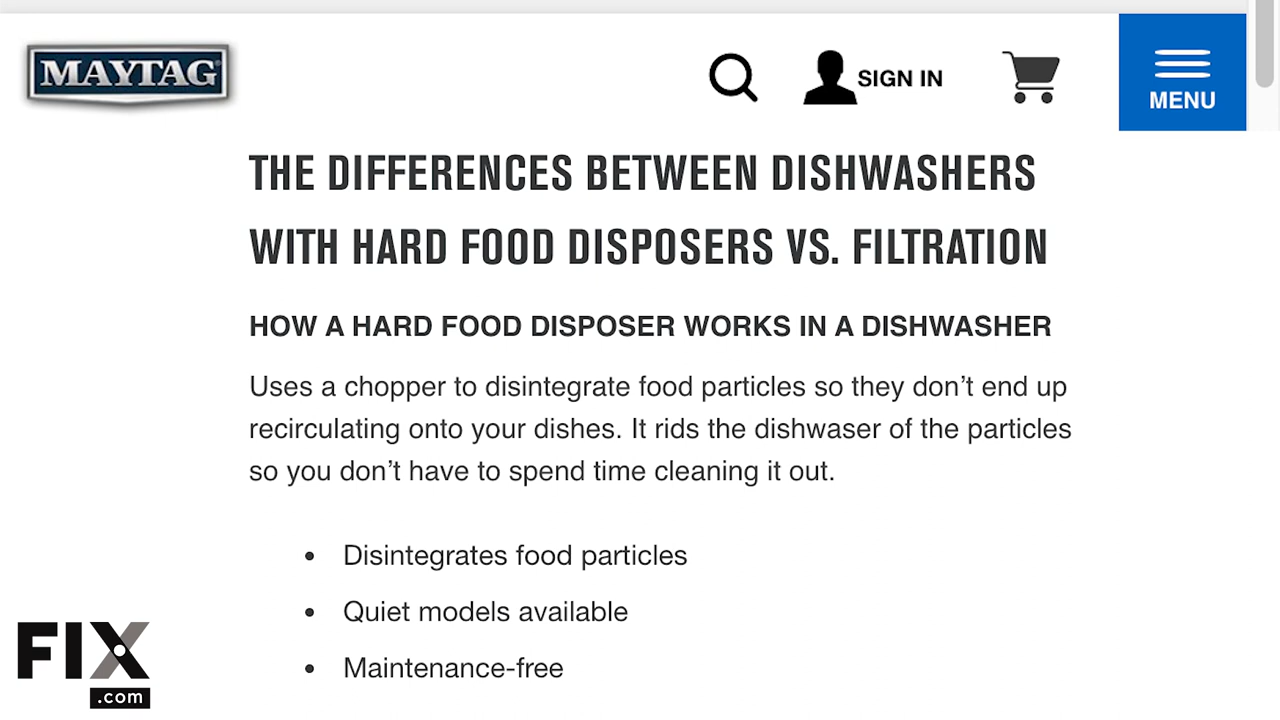 MAYTAG
SIGN IN
MENU
THE DIFFERENCES BETWEEN DISHWASHERS
WITH HARD FOOD DISPOSERS VS. FILTRATION
HOW A HARD FOOD DISPOSER WORKS IN A DISHWASHER
Uses a chopper to disintegrate food particles so they don’t end up
recirculating onto your dishes. It rids the dishwaser of the particles
so you don’t have to spend time cleaning it out.
• Disintegrates food particles
• Quiet models available
• Maintenance-free
FIX
.com